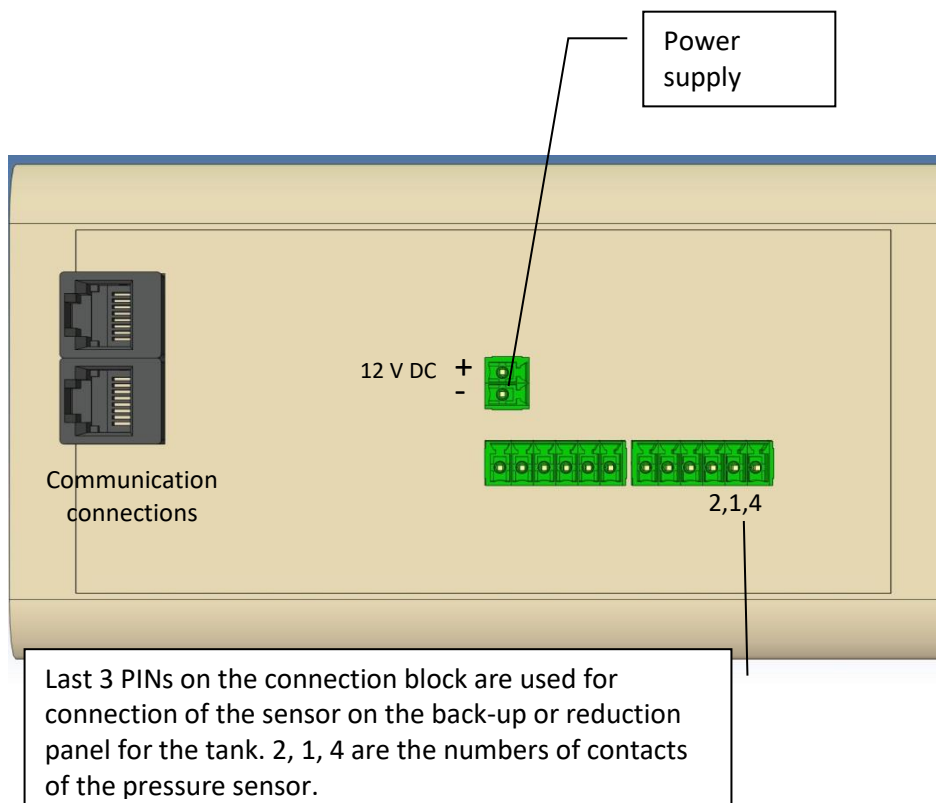 Power
supply
12 V DC +
-
Communication
connections
2,1,4
Last 3 PINs on the connection block are used for
connection of the sensor on the back-up or reduction
panel for the tank. 2, 1, 4 are the numbers of contacts
of the pressure sensor.